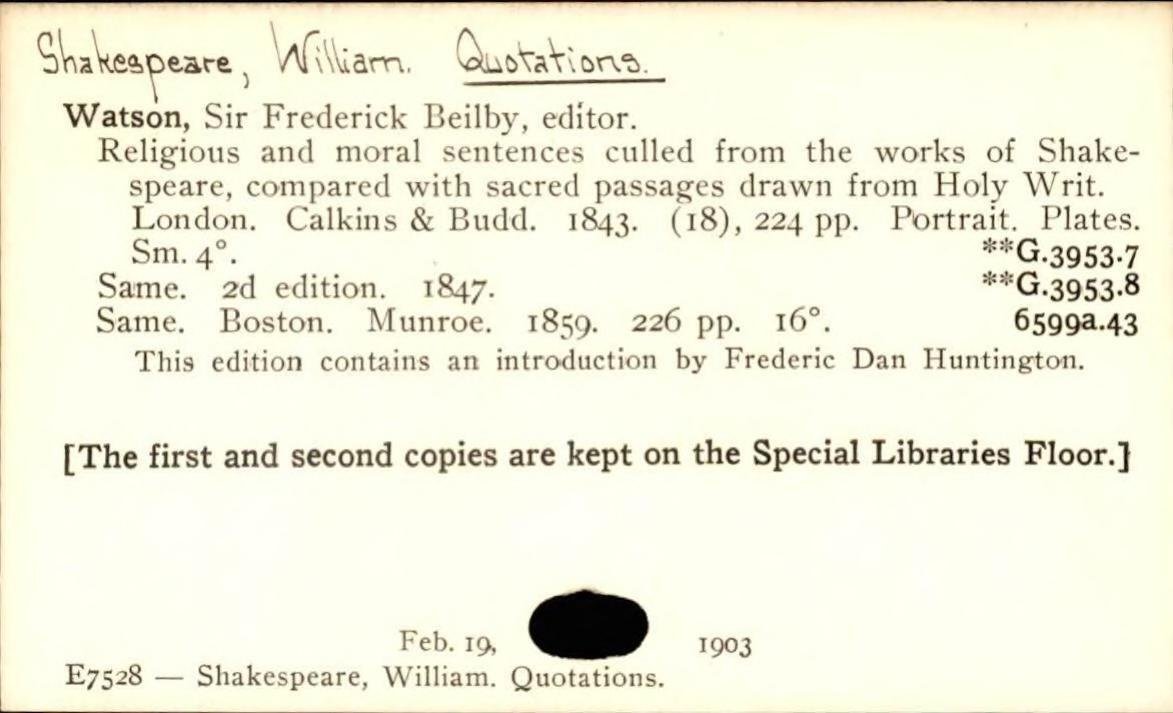 Shakespeare, William. Quotations.
Watson, Sir Frederick Beilby, editor.
Religious and moral sentences culled from the works of Shake-
speare, compared with sacred passages drawn from Holy Writ.
London. Calkins & Budd. 1843. (18), 224 pp. Portrait. Plates.
Sm. 4°. **G.3953.7
Same. 2d edition. 1847. **G.3953.8
Same. Boston. Munroe. 1859. 226 pp. 16°. 6599a.43
This edition contains an introduction by Frederic Dan Huntington.
[The first and second copies are kept on the Special Libraries Floor.]
Feb. 19, 1903
E7528 — Shakespeare, William. Quotations.